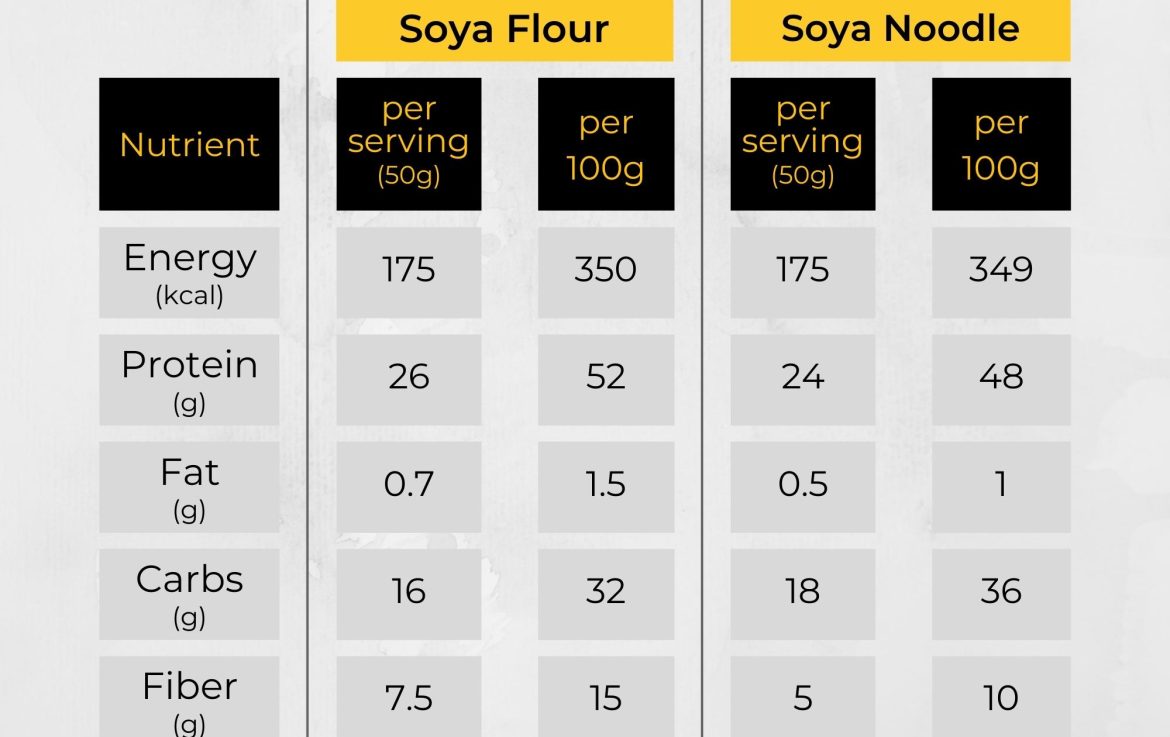 Soya Flour Soya Noodle
Nutrient per serving (50g) per 100g per serving (50g) per 100g
Energy (kcal) 175 350 175 349
Protein (g) 26 52 24 48
Fat (g) 0.7 1.5 0.5 1
Carbs (g) 16 32 18 36
Fiber (g) 7.5 15 5 10